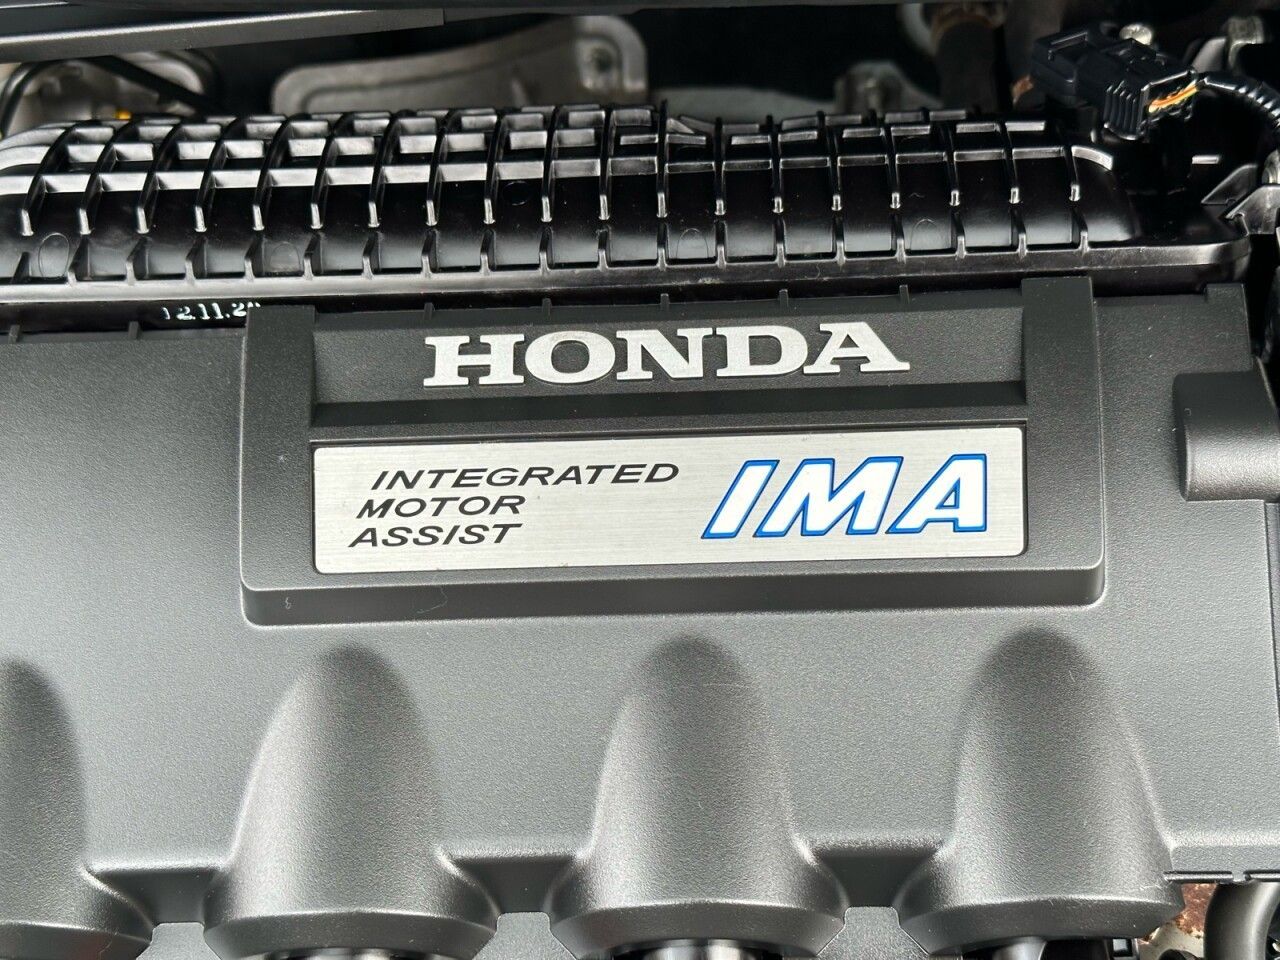 HONDA
INTEGRATED
MOTOR
ASSIST
IMA